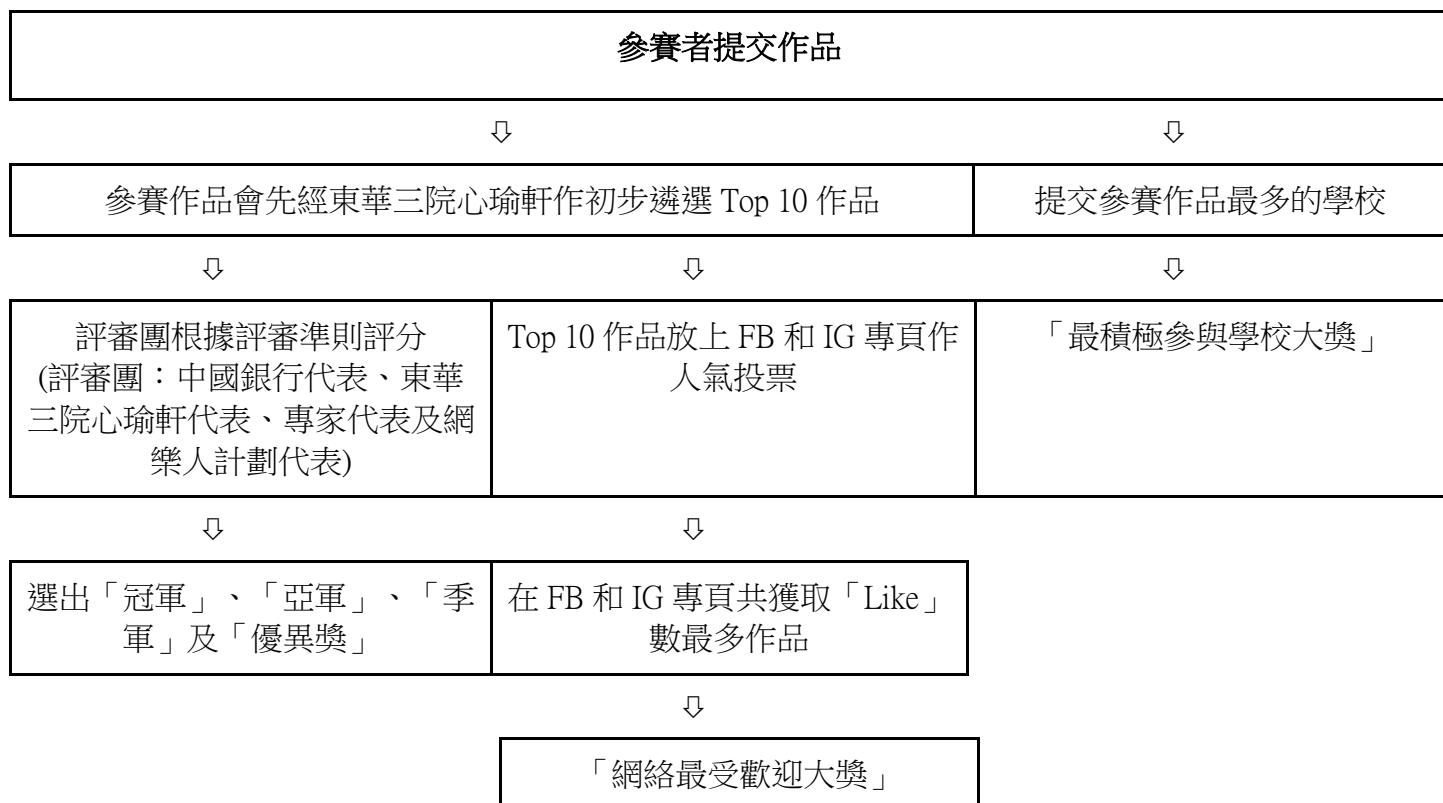 參賽者提交作品
⇩ ⇩
參賽作品會先經東華三院心瑜軒作初步遴選 Top 10 作品
提交參賽作品最多的學校
⇩ ⇩ ⇩
評審團根據評審準則評分
(評審團：中國銀行代表、東華
三院心瑜軒代表、專家代表及網
樂人計劃代表)
Top 10 作品放上 FB 和 IG 專頁作
人氣投票
「最積極參與學校大獎」
⇩ ⇩
選出「冠軍」、「亞軍」、「季
軍」及「優異獎」
在 FB 和 IG 專頁共獲取「Like」
數最多作品
⇩
「網絡最受歡迎大獎」